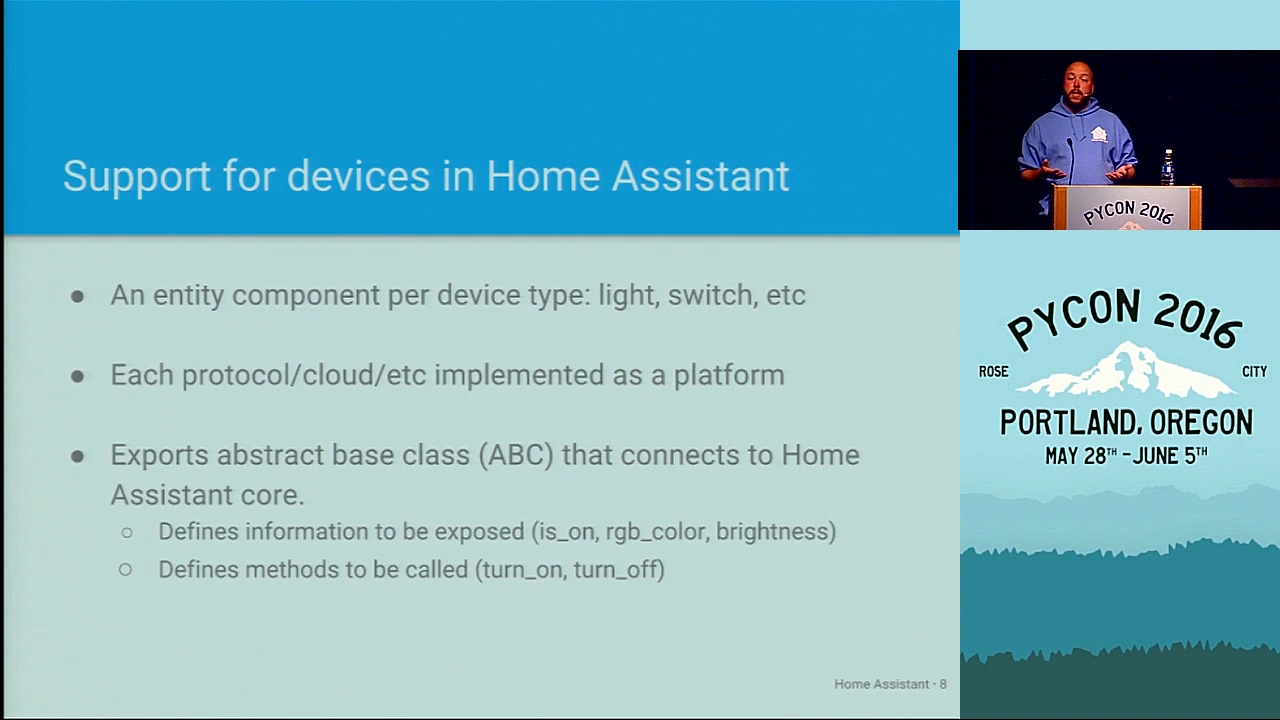 Support for devices in Home Assistant
● An entity component per device type: light, switch, etc
● Each protocol/cloud/etc implemented as a platform
● Exports abstract base class (ABC) that connects to Home
Assistant core.
○ Defines information to be exposed (is_on, rgb_color, brightness)
○ Defines methods to be called (turn_on, turn_off)
Home Assistant · 8
PYCON 2016
PYCON 2016
ROSE CITY
PORTLAND, OREGON
MAY 28TH - JUNE 5TH